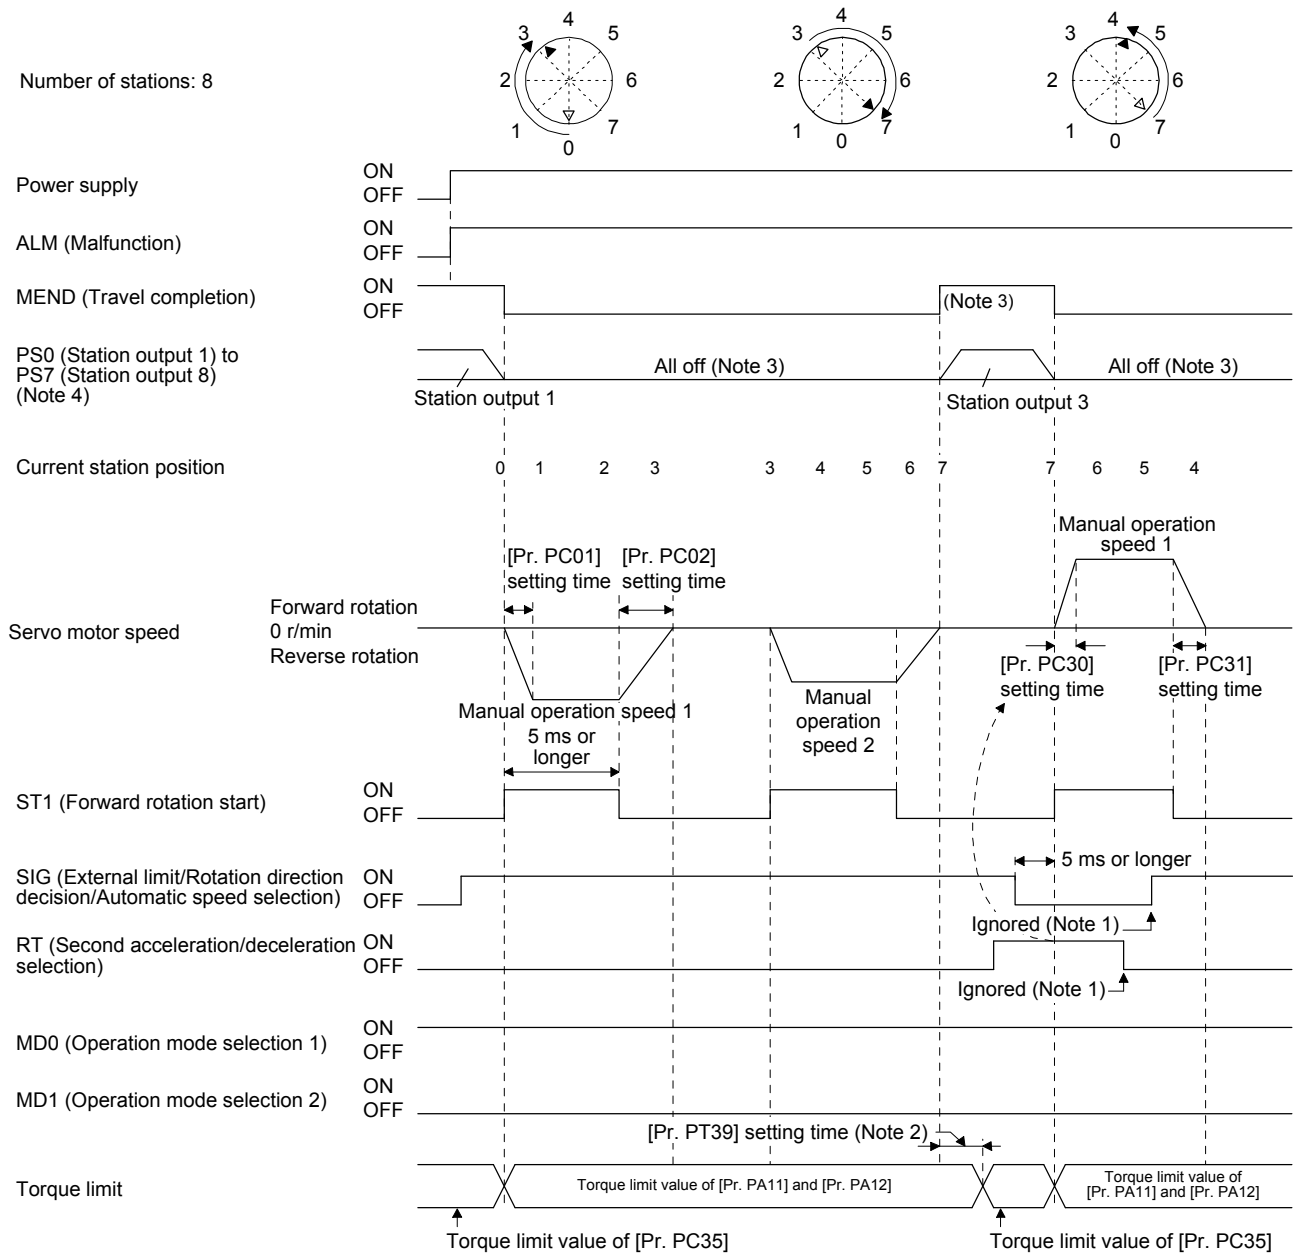 Number of stations: 8
4
3 5
2 6
1 7
0
4
3 5
2 6
1 7
0
4
3 5
2 6
1 7
0
Power supply
ON
OFF
ALM (Malfunction)
ON
OFF
MEND (Travel completion)
ON
OFF
(Note 3)
PS0 (Station output 1) to
PS7 (Station output 8)
(Note 4)
All off (Note 3)
All off (Note 3)
Station output 1
Station output 3
Current station position
0 1 2 3 3 4 5 6 7 7 6 5 4
Manual operation
speed 1
[Pr. PC01]
setting time
[Pr. PC02]
setting time
Servo motor speed
Forward rotation
0 r/min
Reverse rotation
[Pr. PC30]
setting time
[Pr. PC31]
setting time
Manual operation speed 1
Manual
operation
speed 2
5 ms or
longer
ST1 (Forward rotation start)
ON
OFF
SIG (External limit/Rotation direction
decision/Automatic speed selection)
ON
OFF
5 ms or longer
Ignored (Note 1)
RT (Second acceleration/deceleration
selection)
ON
OFF
Ignored (Note 1)
MD0 (Operation mode selection 1)
ON
OFF
MD1 (Operation mode selection 2)
ON
OFF
[Pr. PT39] setting time (Note 2)
Torque limit
Torque limit value of [Pr. PA11] and [Pr. PA12]
Torque limit value of
[Pr. PA11] and [Pr. PA12]
Torque limit value of [Pr. PC35]
Torque limit value of [Pr. PC35]